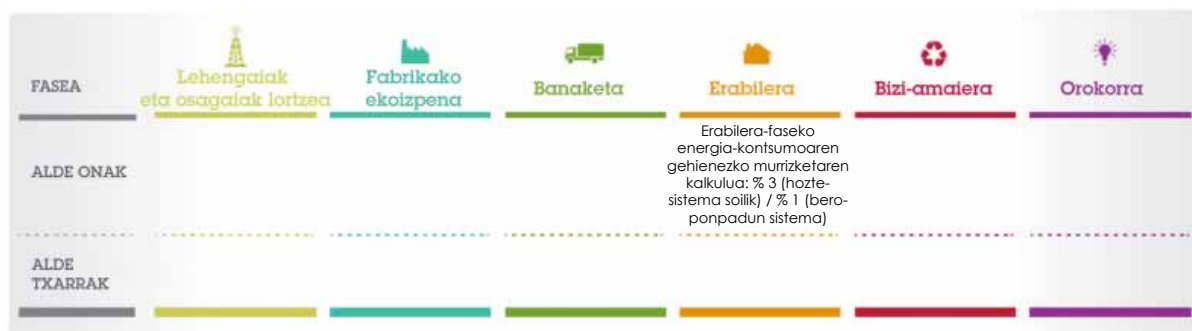 FASEA
Lehengaiak
eta osagaiak lortzea
Fabrikako
ekoizpena
Banaketa
Erabilera
Bizi-amaiera
Orokorra
ALDE ONAK
Erabilera-faseko
energia-kontsumoaren
gehienezko murrizketaren
kalkulua: % 3 (hozte-
sistema soilik) / % 1 (bero-
ponpadun sistema)
ALDE
TXARRAK